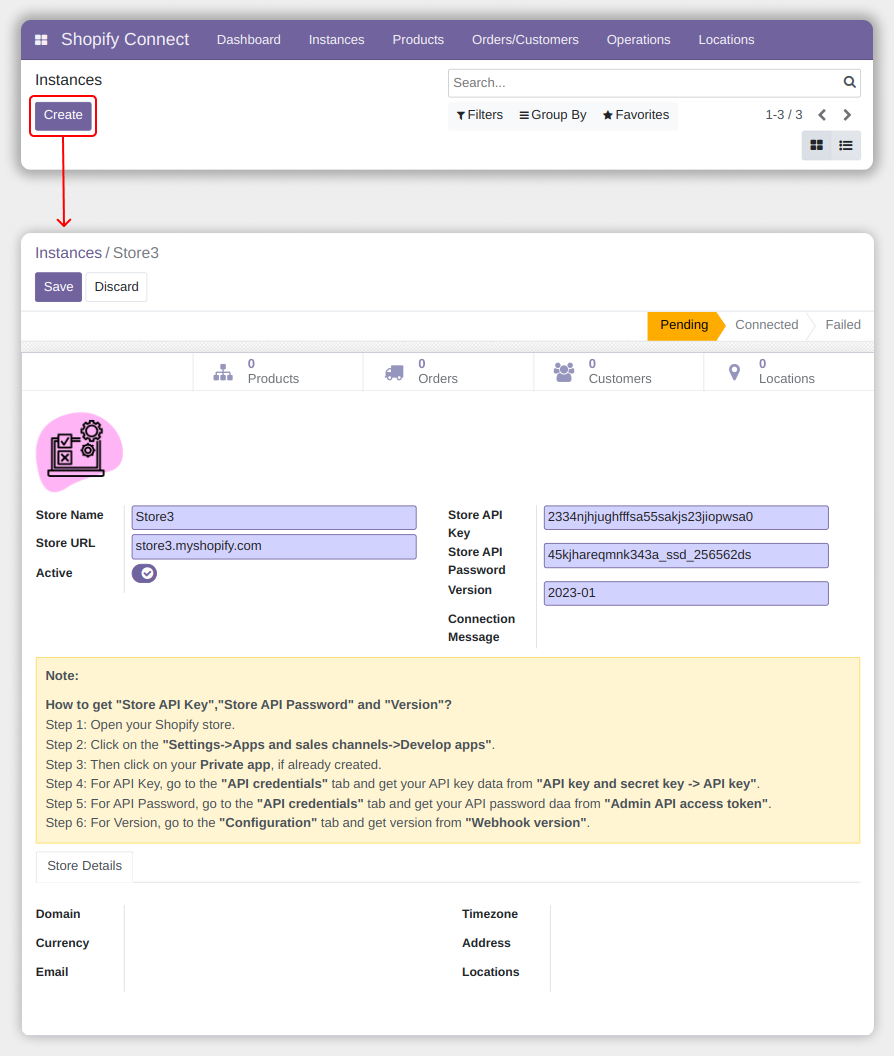 Shopify Connect Dashboard Instances Products Orders/Customers Operations Locations
Instances
Search...
Create
Filters Group By Favorites 1-3 / 3
Instances / Store3
Save Discard
Pending Connected Failed
0 0 0 0
Products Orders Customers Locations
Store Name Store3
Store URL store3.myshopify.com
Active
Store API
Key 2334njhjughfffsa55sakjs23jiopwsa0
Store API
Password 45kjhareqmnk343a_ssd_256562ds
Version 2023-01
Connection
Message
Note:
How to get "Store API Key","Store API Password" and "Version"?
Step 1: Open your Shopify store.
Step 2: Click on the "Settings->Apps and sales channels->Develop apps".
Step 3: Then click on your Private app, if already created.
Step 4: For API Key, go to the "API credentials" tab and get your API key data from "API key and secret key -> API key".
Step 5: For API Password, go to the "API credentials" tab and get your API password daa from "Admin API access token".
Step 6: For Version, go to the "Configuration" tab and get version from "Webhook version".
Store Details
Domain Timezone
Currency Address
Email Locations